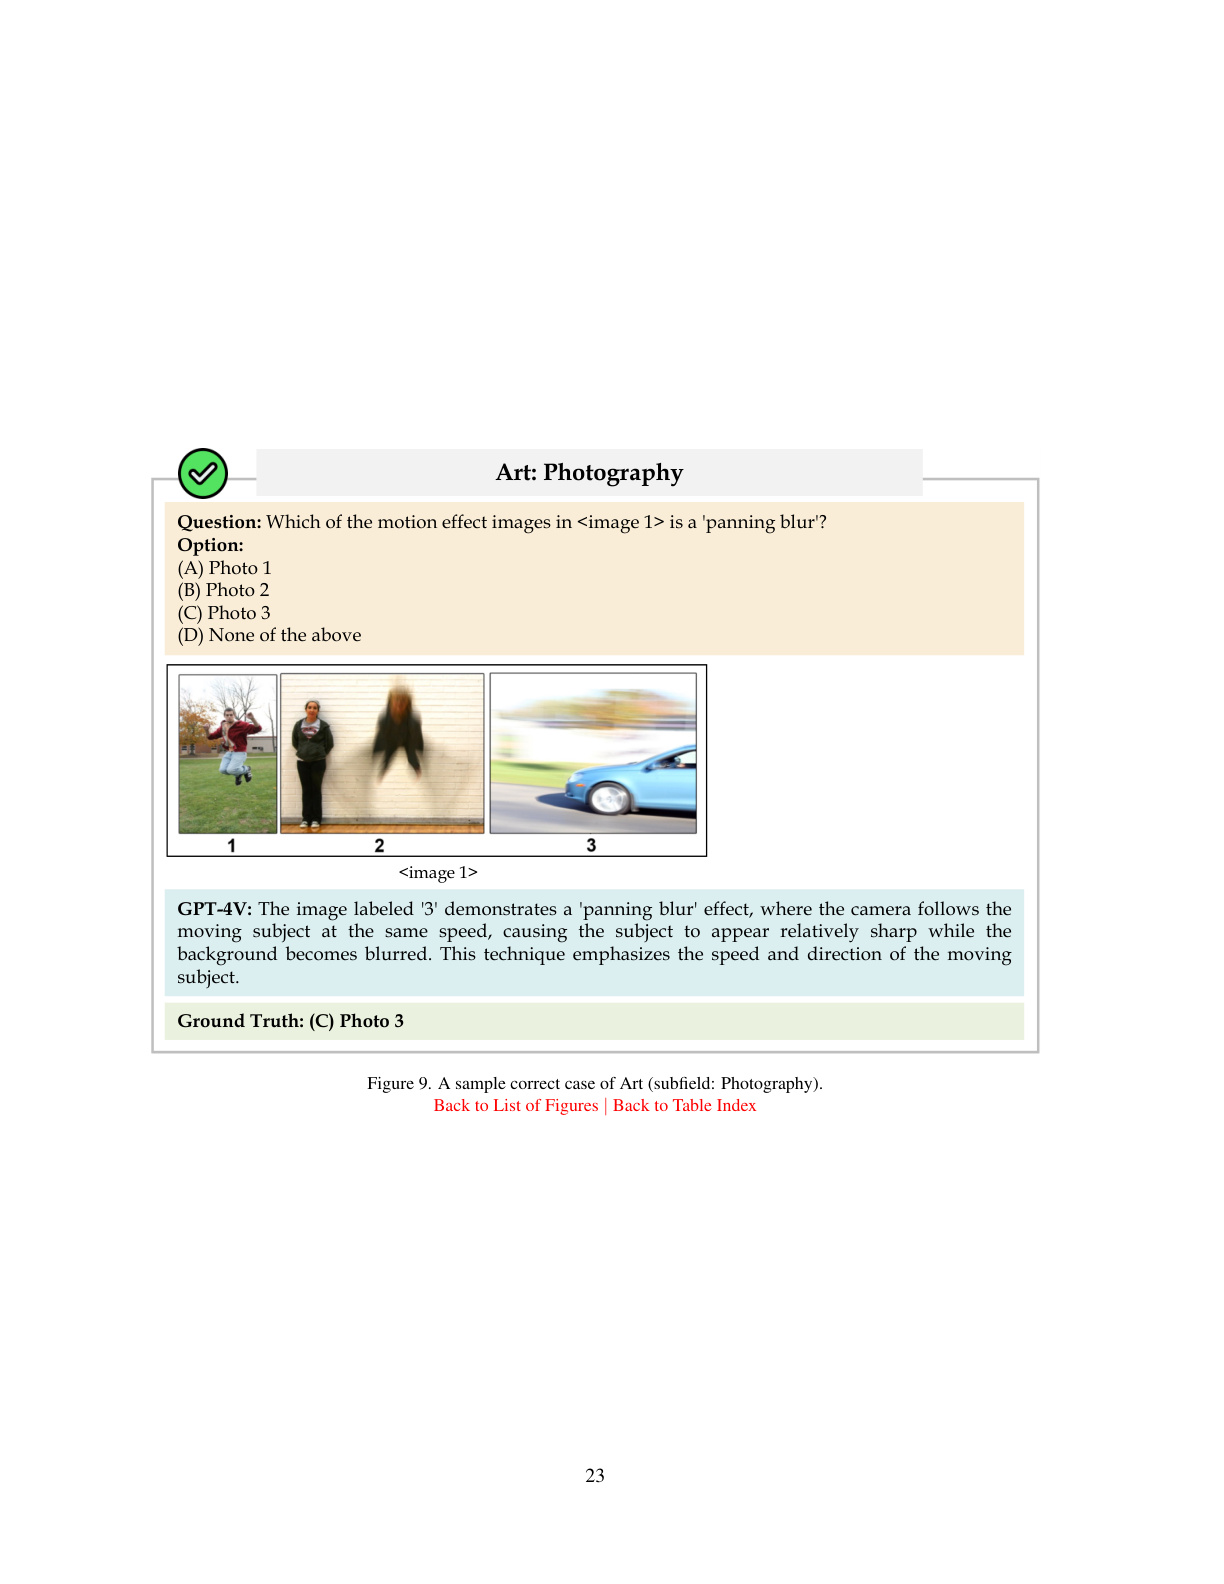 Art: Photography
Question: Which of the motion effect images in <image 1> is a 'panning blur'?
Option:
(A) Photo 1
(B) Photo 2
(C) Photo 3
(D) None of the above
1
2
3
<image 1>
GPT-4V: The image labeled '3' demonstrates a 'panning blur' effect, where the camera follows the
moving subject at the same speed, causing the subject to appear relatively sharp while the
background becomes blurred. This technique emphasizes the speed and direction of the moving
subject.
Ground Truth: (C) Photo 3
Figure 9. A sample correct case of Art (subfield: Photography).
Back to List of Figures | Back to Table Index
23